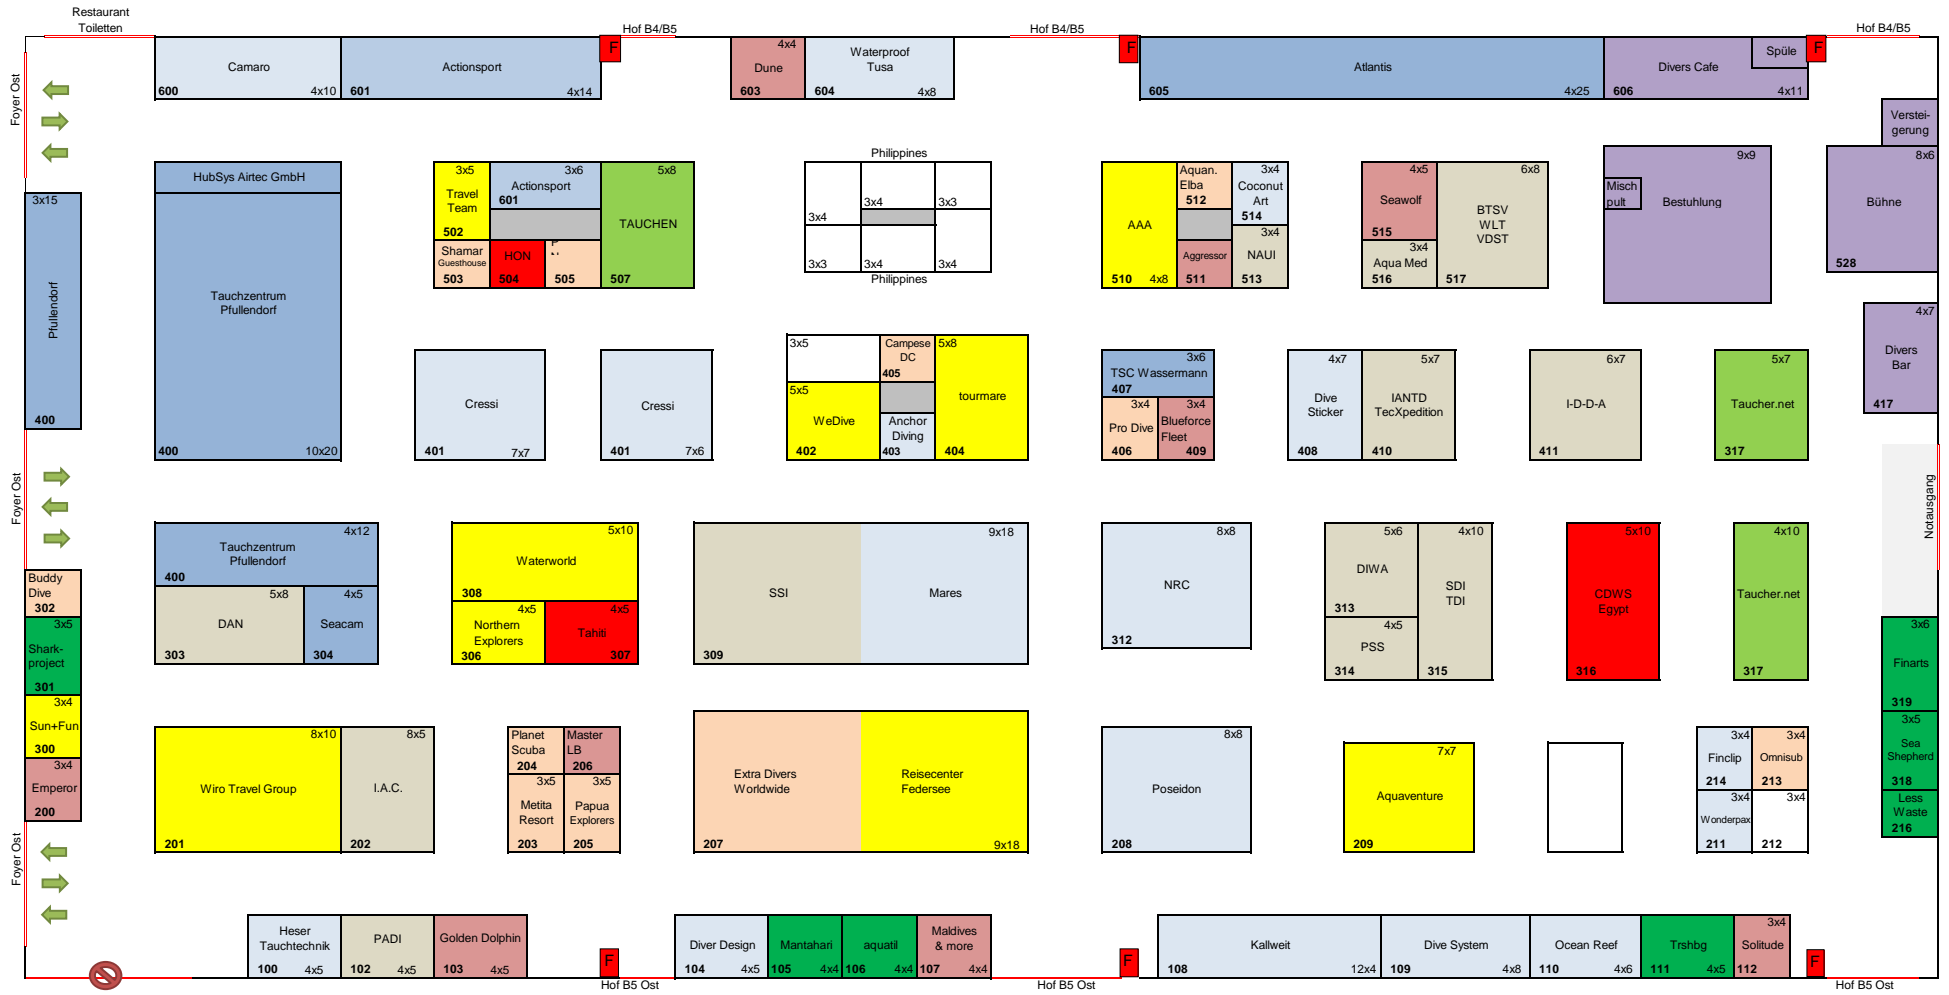 Restaurant
Toiletten
Hof B4/B5
Hof B4/B5
Hof B4/B5
Foyer Ost
Camaro
600
4x10
Actionsport
601
4x14
F
4x4
Dune
603
Waterproof
Tusa
604
4x8
F
Atlantis
605
4x25
Divers Cafe
606
4x11
Spüle
F
Verstei-
gerung
3x15
Pfullendorf
400
HubSys Airtec GmbH
Tauchzentrum
Pfullendorf
400
10x20
3x5
Travel
Team
502
3x6
Actionsport
601
5x8
TAUCHEN
507
Shamar
Guesthouse
503
HON
504
505
Philippines
3x4
3x4
3x3
3x3
3x4
3x4
Philippines
AAA
510
4x8
Aquan.
Elba
512
3x4
Coconut
Art
514
Aggressor
511
3x4
NAUI
513
4x5
Seawolf
515
3x4
Aqua Med
516
6x8
BTSV
WLT
VDST
517
9x9
Misch
pult
Bestuhlung
8x6
Bühne
528
4x7
Divers
Bar
417
Cressi
401
7x7
Cressi
401
7x6
3x5
Campese
DC
405
5x8
tourmare
404
5x5
WeDive
402
Anchor
Diving
403
3x6
TSC Wassermann
407
3x4
Pro Dive
406
3x4
Blueforce
Fleet
409
4x7
Dive
Sticker
408
5x7
IANTD
TecXpedition
410
6x7
I-D-D-A
411
5x7
Taucher.net
317
Foyer Ost
Notausgang
4x12
Tauchzentrum
Pfullendorf
400
5x8
DAN
303
4x5
Seacam
304
5x10
Waterworld
308
4x5
Northern
Explorers
306
4x5
Tahiti
307
SSI
309
9x18
Mares
8x8
NRC
312
5x6
DIWA
313
4x5
PSS
314
4x10
SDI
TDI
315
5x10
CDWS
Egypt
316
4x10
Taucher.net
317
Buddy
Dive
302
3x5
Shark-
project
301
3x4
Sun+Fun
300
3x4
Emperor
200
3x6
Finarts
319
3x5
Sea
Shepherd
318
Less
Waste
216
8x10
Wiro Travel Group
201
8x5
I.A.C.
202
Planet
Scuba
204
Master
LB
206
3x5
Metita
Resort
203
3x5
Papua
Explorers
205
Extra Divers
Worldwide
207
Reisecenter
Federsee
9x18
8x8
Poseidon
208
7x7
Aquaventure
209
3x4
Finclip
214
3x4
Omnisub
213
3x4
Wonderpax
211
3x4
212
Foyer Ost
Heser
Tauchtechnik
100
4x5
PADI
102
4x5
Golden Dolphin
103
4x5
F
Diver Design
104
4x5
Mantahari
105
4x4
aquatil
106
4x4
Maldives
& more
107
4x4
F
Kallweit
108
12x4
Dive System
109
4x8
Ocean Reef
110
4x6
Trshbg
111
4x5
3x4
Solitude
112
F
Hof B5 Ost
Hof B5 Ost
Hof B5 Ost